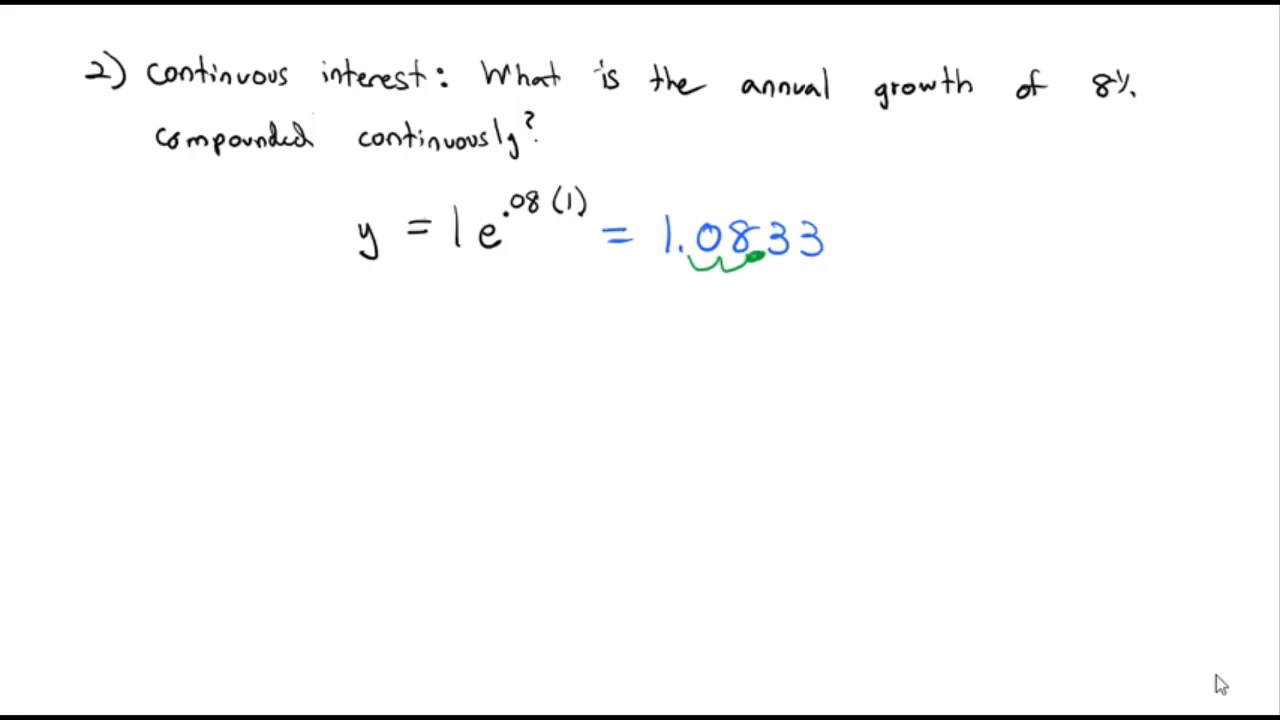 2) continuous interest: What is the annual growth of 8%
compounded continuously?
y = 1e^.08(1) = 1.0833